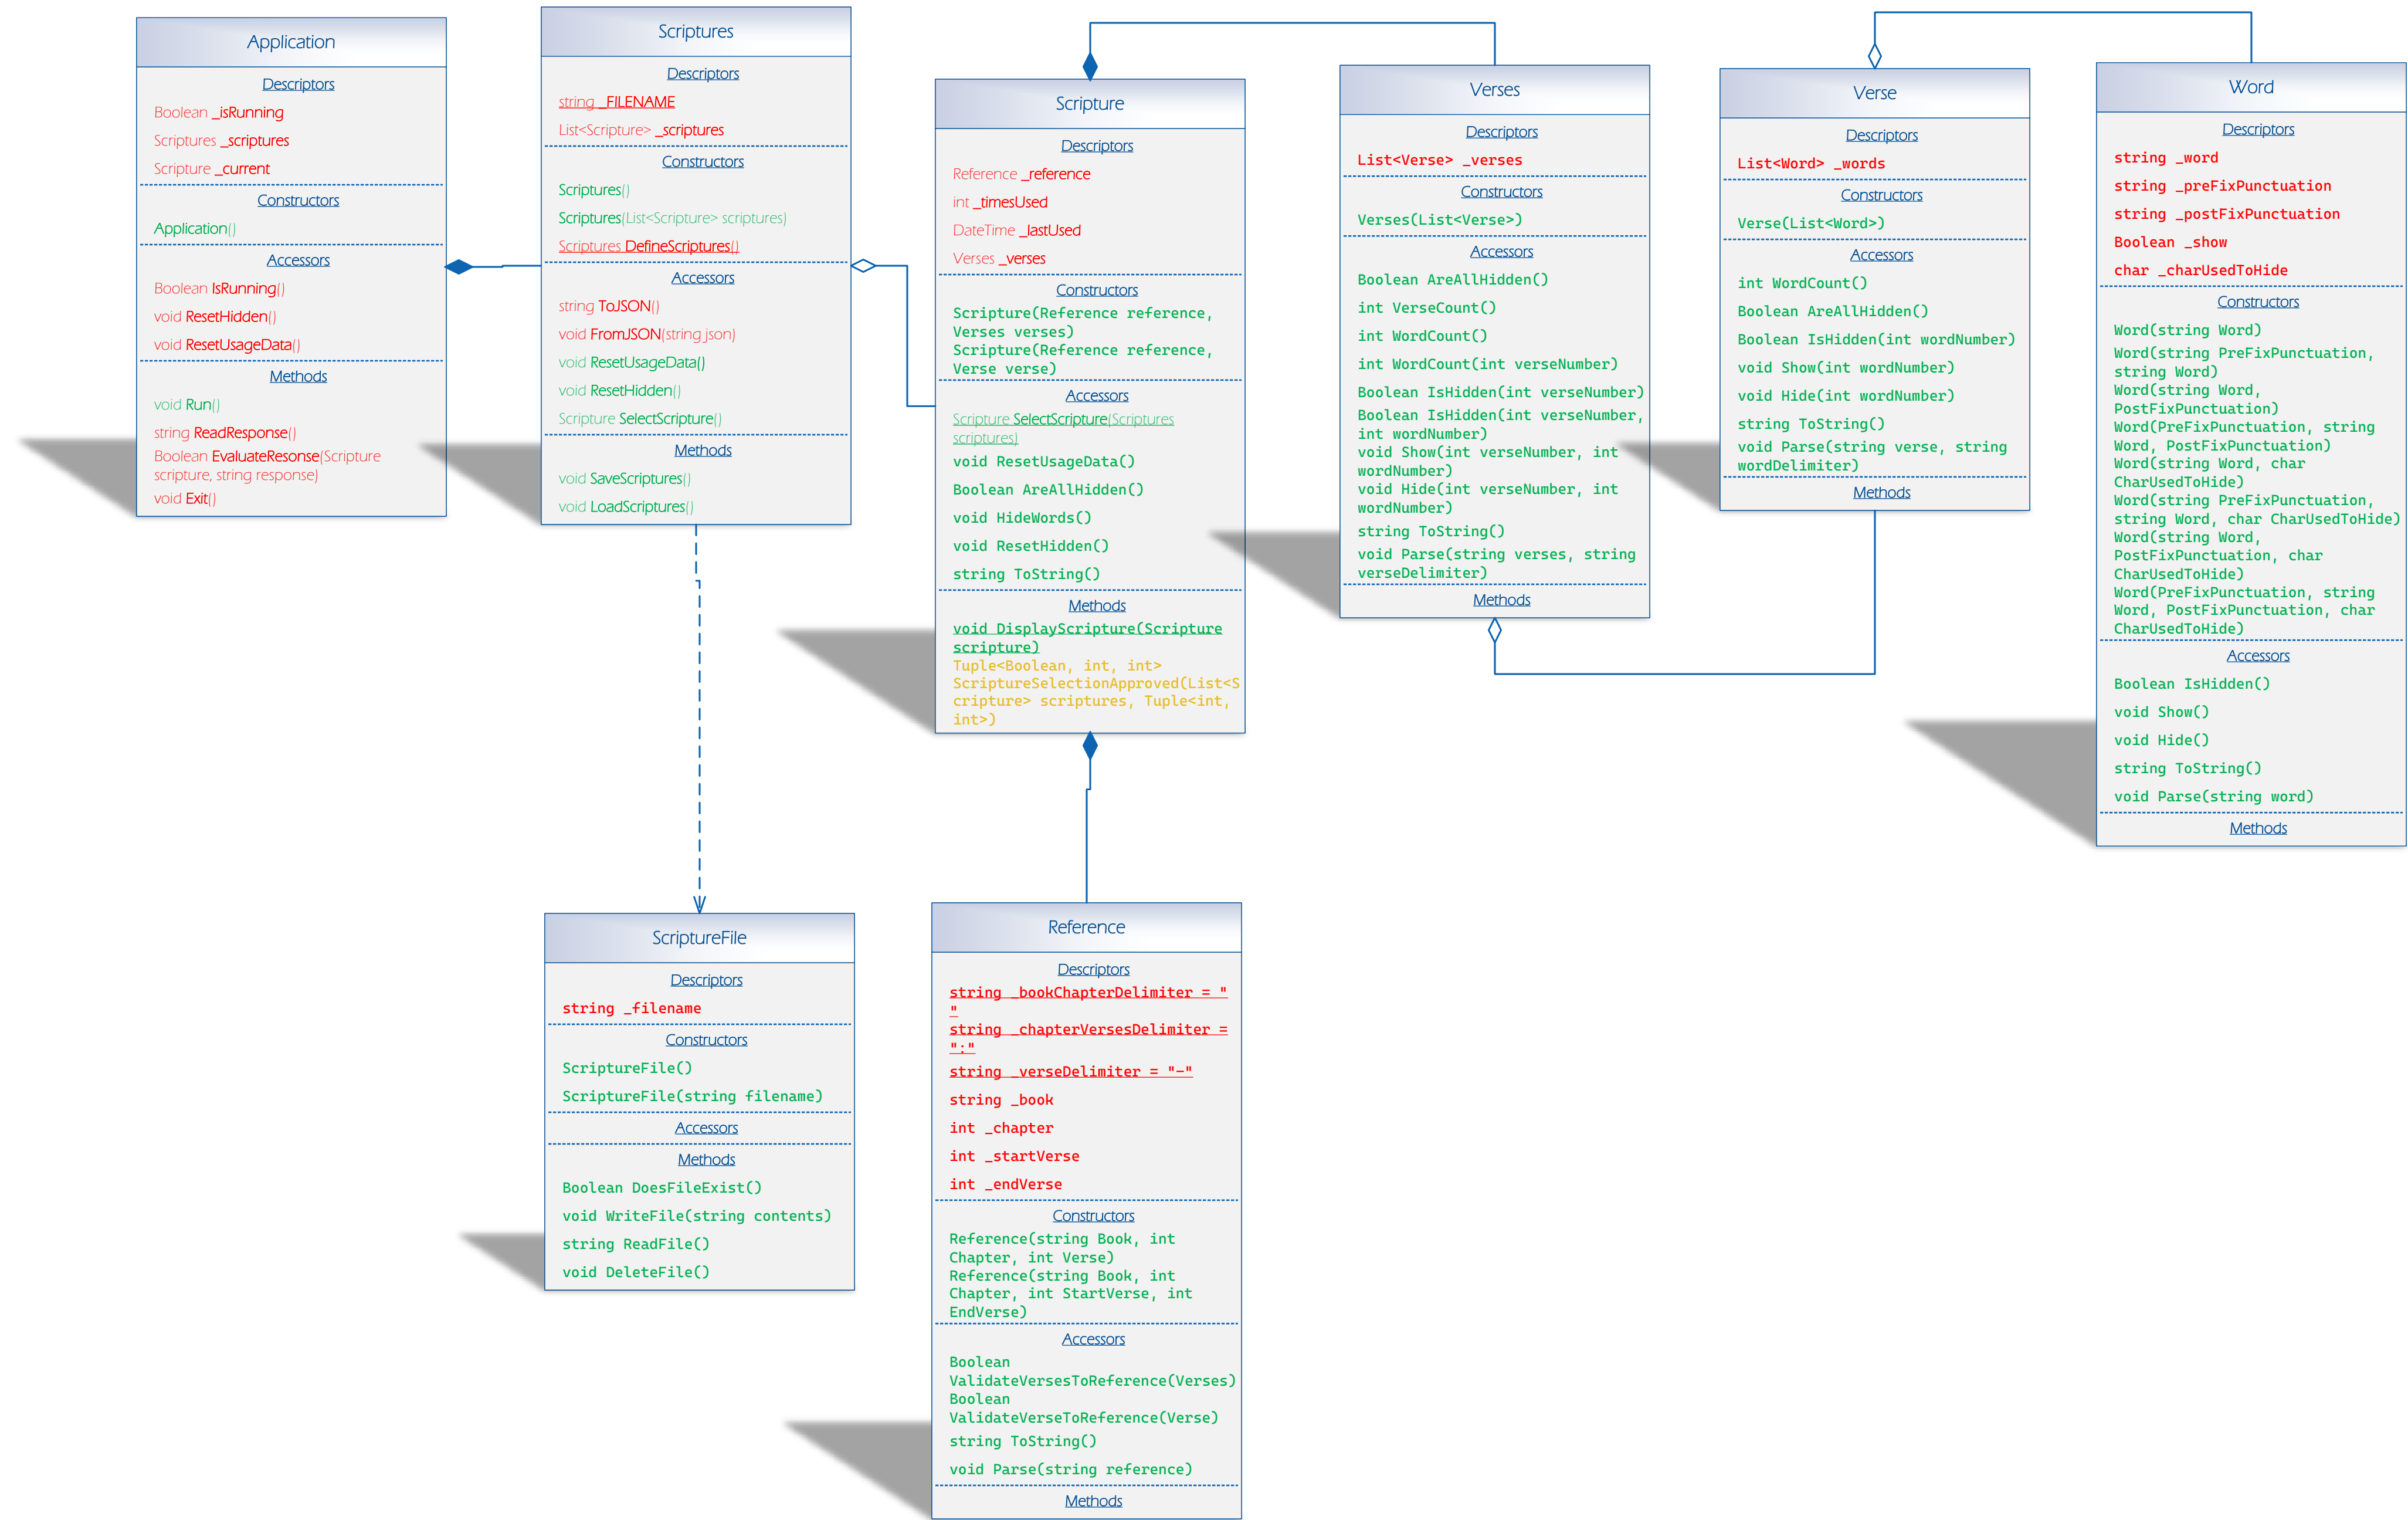 Application
Descriptors
Boolean _isRunning
Scriptures _scriptures
Scripture _current
Constructors
Application()
Accessors
Boolean IsRunning()
void ResetHidden()
void ResetUsageData()
Methods
void Run()
string ReadResponse()
Boolean EvaluateResonse(Scripture
scripture, string response)
void Exit()
Scriptures
Descriptors
string _FILENAME
List<Scripture> _scriptures
Constructors
Scriptures()
Scriptures(List<Scripture> scriptures)
Scriptures DefineScriptures()
Accessors
string ToJSON()
void FromJSON(string json)
void ResetUsageData()
void ResetHidden()
Scripture SelectScripture()
Methods
void SaveScriptures()
void LoadScriptures()
Scripture
Descriptors
Reference _reference
int _timesUsed
DateTime _lastUsed
Verses _verses
Constructors
Scripture(Reference reference,
Verses verses)
Scripture(Reference reference,
Verse verse)
Accessors
Scripture SelectScripture(Scriptures
scriptures)
void ResetUsageData()
Boolean AreAllHidden()
void HideWords()
void ResetHidden()
string ToString()
Methods
void DisplayScripture(Scripture
scripture)
Tuple<Boolean, int, int>
ScriptureSelectionApproved(List<S
cripture> scriptures, Tuple<int,
int>)
Verses
Descriptors
List<Verse> _verses
Constructors
Verses(List<Verse>)
Accessors
Boolean AreAllHidden()
int VerseCount()
int WordCount()
int WordCount(int verseNumber)
Boolean IsHidden(int verseNumber)
Boolean IsHidden(int verseNumber,
int wordNumber)
void Show(int verseNumber, int
wordNumber)
void Hide(int verseNumber, int
wordNumber)
string ToString()
void Parse(string verses, string
verseDelimiter)
Methods
Verse
Descriptors
List<Word> _words
Constructors
Verse(List<Word>)
Accessors
int WordCount()
Boolean AreAllHidden()
Boolean IsHidden(int wordNumber)
void Show(int wordNumber)
void Hide(int wordNumber)
string ToString()
void Parse(string verse, string
wordDelimiter)
Methods
Word
Descriptors
string _word
string _preFixPunctuation
string _postFixPunctuation
Boolean _show
char _charUsedToHide
Constructors
Word(string Word)
Word(string PreFixPunctuation,
string Word)
Word(string Word,
PostFixPunctuation)
Word(PreFixPunctuation, string
Word, PostFixPunctuation)
Word(string Word, char
CharUsedToHide)
Word(string PreFixPunctuation,
string Word, char CharUsedToHide)
Word(string Word,
PostFixPunctuation, char
CharUsedToHide)
Word(PreFixPunctuation, string
Word, PostFixPunctuation, char
CharUsedToHide)
Accessors
Boolean IsHidden()
void Show()
void Hide()
string ToString()
void Parse(string word)
Methods
ScriptureFile
Descriptors
string _filename
Constructors
ScriptureFile()
ScriptureFile(string filename)
Accessors
Methods
Boolean DoesFileExist()
void WriteFile(string contents)
string ReadFile()
void DeleteFile()
Reference
Descriptors
string _bookChapterDelimiter = "
"
string _chapterVersesDelimiter =
":"
string _verseDelimiter = "-"
string _book
int _chapter
int _startVerse
int _endVerse
Constructors
Reference(string Book, int
Chapter, int Verse)
Reference(string Book, int
Chapter, int StartVerse, int
EndVerse)
Accessors
Boolean
ValidateVersesToReference(Verses)
Boolean
ValidateVerseToReference(Verse)
string ToString()
void Parse(string reference)
Methods